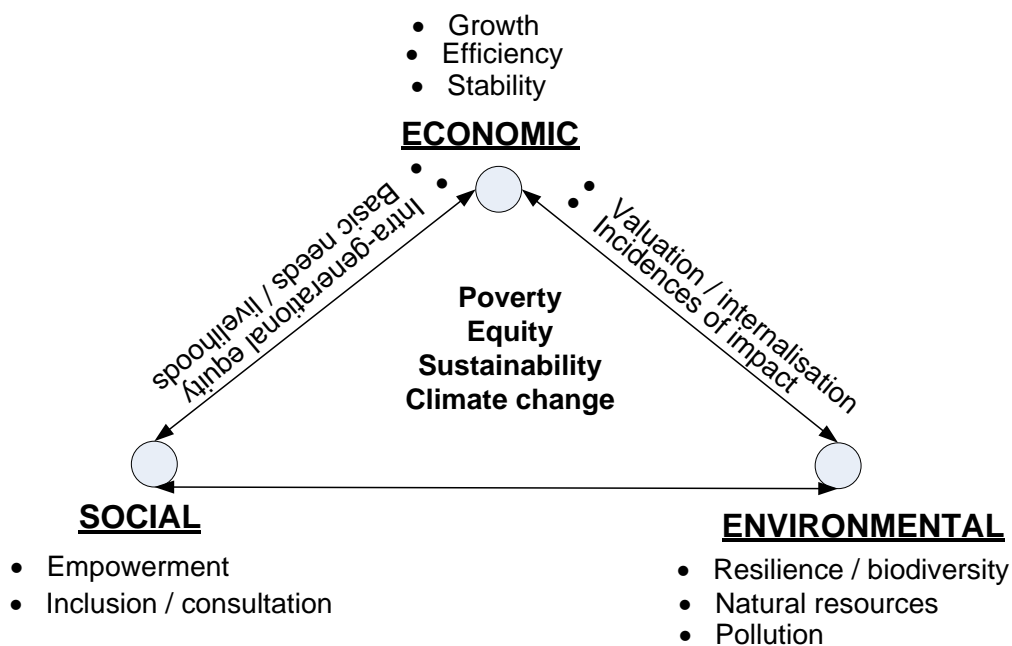 • Growth
• Efficiency
• Stability
ECONOMIC
• Intra-generational equity
• Basic needs / livelihoods
• Valuation / internalisation
• Incidences of impact
Poverty
Equity
Sustainability
Climate change
SOCIAL
• Empowerment
• Inclusion / consultation
ENVIRONMENTAL
• Resilience / biodiversity
• Natural resources
• Pollution